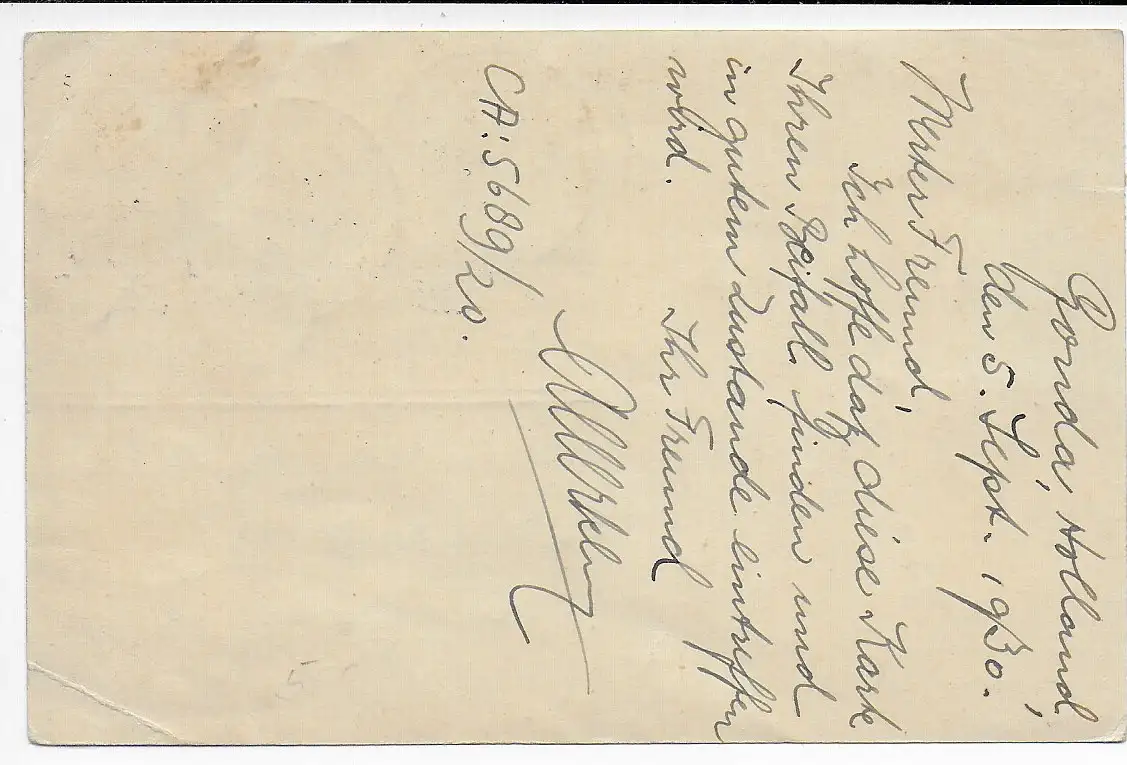 Gouda, Holland,
den 5. Sept. 1930.
Werter Freund,
Ich hoffe daß diese Karte
Ihren Beifall finden und
in gutem Zustande eintreffen
wird.
Ihr Freund
CA: 5689/20.